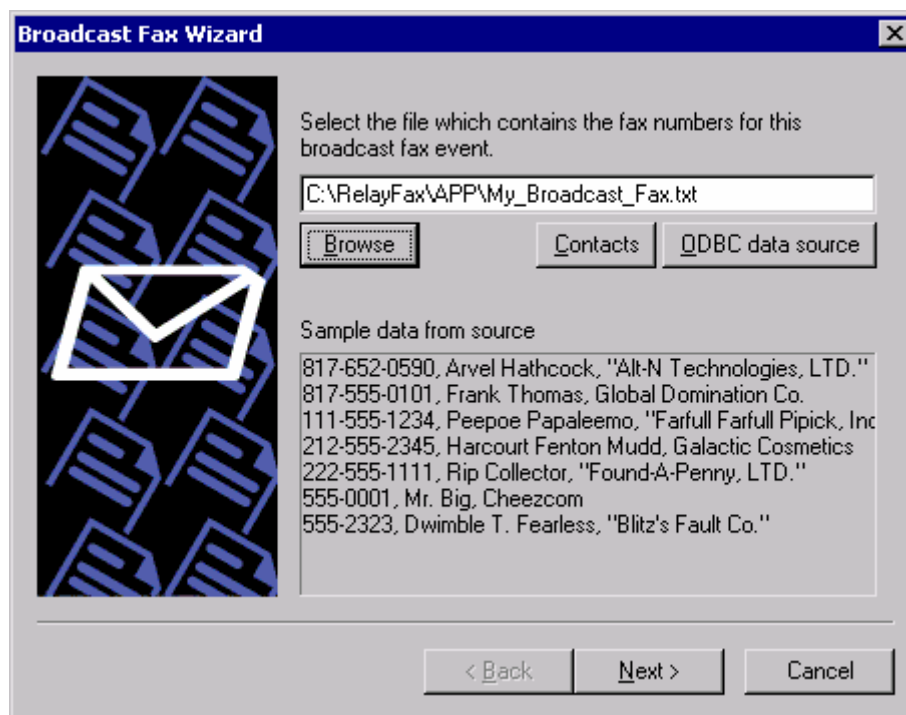 Broadcast Fax Wizard
Select the file which contains the fax numbers for this
broadcast fax event.
C:\RelayFax\APP\My_Broadcast_Fax.txt
Browse
Contacts
ODBC data source
Sample data from source
817-652-0590, Arvel Hathcock, "Alt-N Technologies, LTD."
817-555-0101, Frank Thomas, Global Domination Co.
111-555-1234, Peepoe Papaleemo, "Farfull Farfull Pipick, Inc
212-555-2345, Harcourt Fenton Mudd, Galactic Cosmetics
222-555-1111, Rip Collector, "Found-A-Penny, LTD."
555-0001, Mr. Big, Cheezcom
555-2323, Dwimble T. Fearless, "Blitz's Fault Co."
< Back
Next >
Cancel